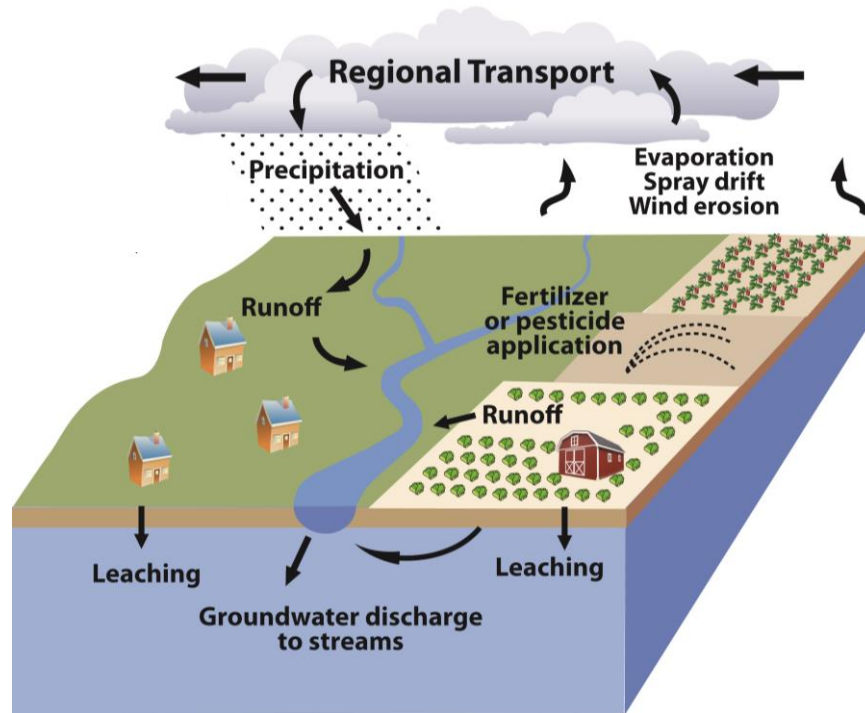 Regional Transport
Precipitation
Evaporation
Spray drift
Wind erosion
Runoff
Fertilizer
or pesticide
application
Runoff
Leaching
Leaching
Groundwater discharge
to streams